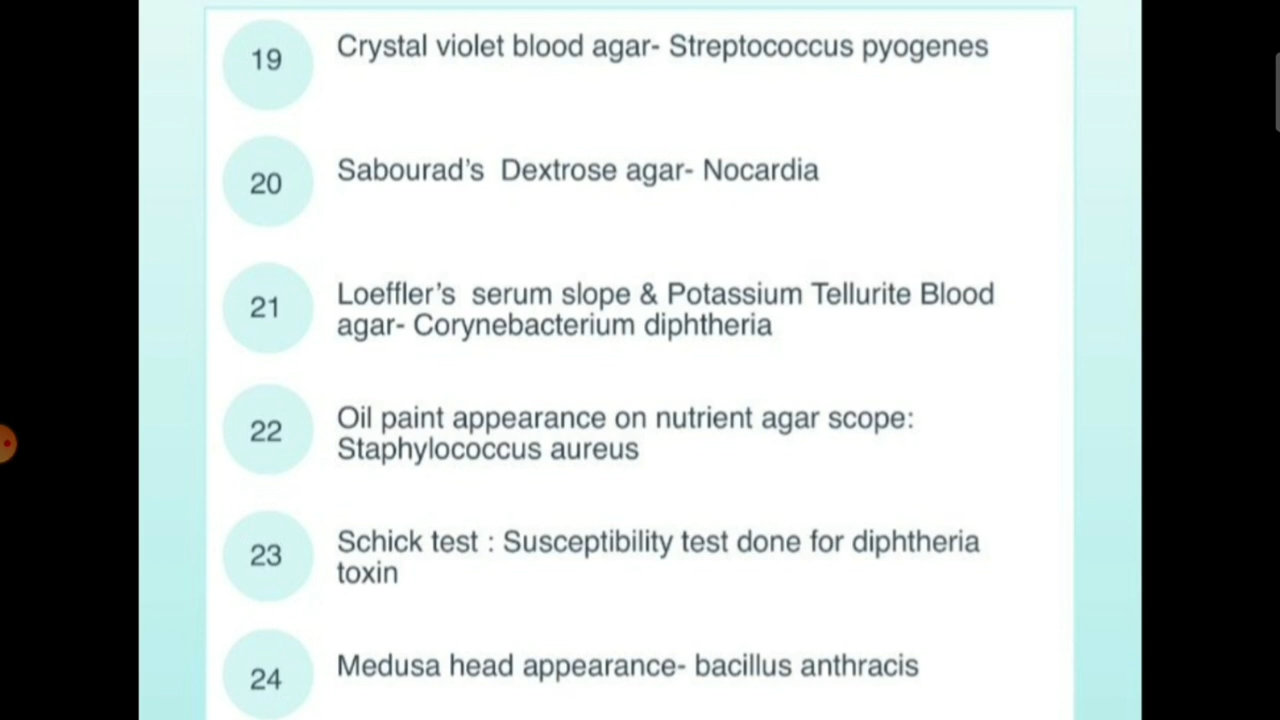 19
Crystal violet blood agar- Streptococcus pyogenes
20
Sabourad’s Dextrose agar- Nocardia
21
Loeffler’s serum slope & Potassium Tellurite Blood
agar- Corynebacterium diphtheria
22
Oil paint appearance on nutrient agar scope:
Staphylococcus aureus
23
Schick test : Susceptibility test done for diphtheria
toxin
24
Medusa head appearance- bacillus anthracis